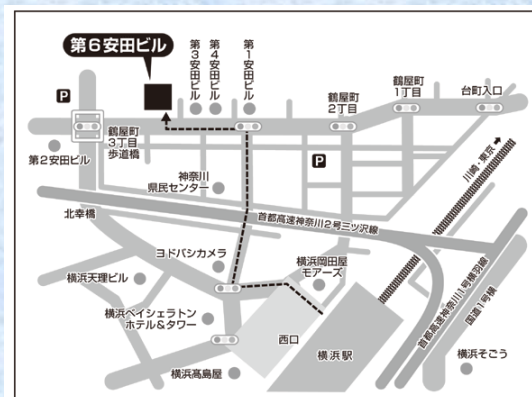 第6安田ビル
第3安田ビル
第4安田ビル
第1安田ビル
鶴屋町
2丁目
鶴屋町
1丁目
台町入口
P
鶴屋町
3丁目
歩道橋
第2安田ビル
P
神奈川
県民センター
川崎・東京
北幸橋
首都高速神奈川2号三ツ沢線
ヨドバシカメラ
横浜岡田屋
モアーズ
横浜天理ビル
横浜ベイシェラトン
ホテル&タワー
西口
横浜駅
首都高速神奈川1号横羽線
国道1号横
横浜高島屋
横浜そごう